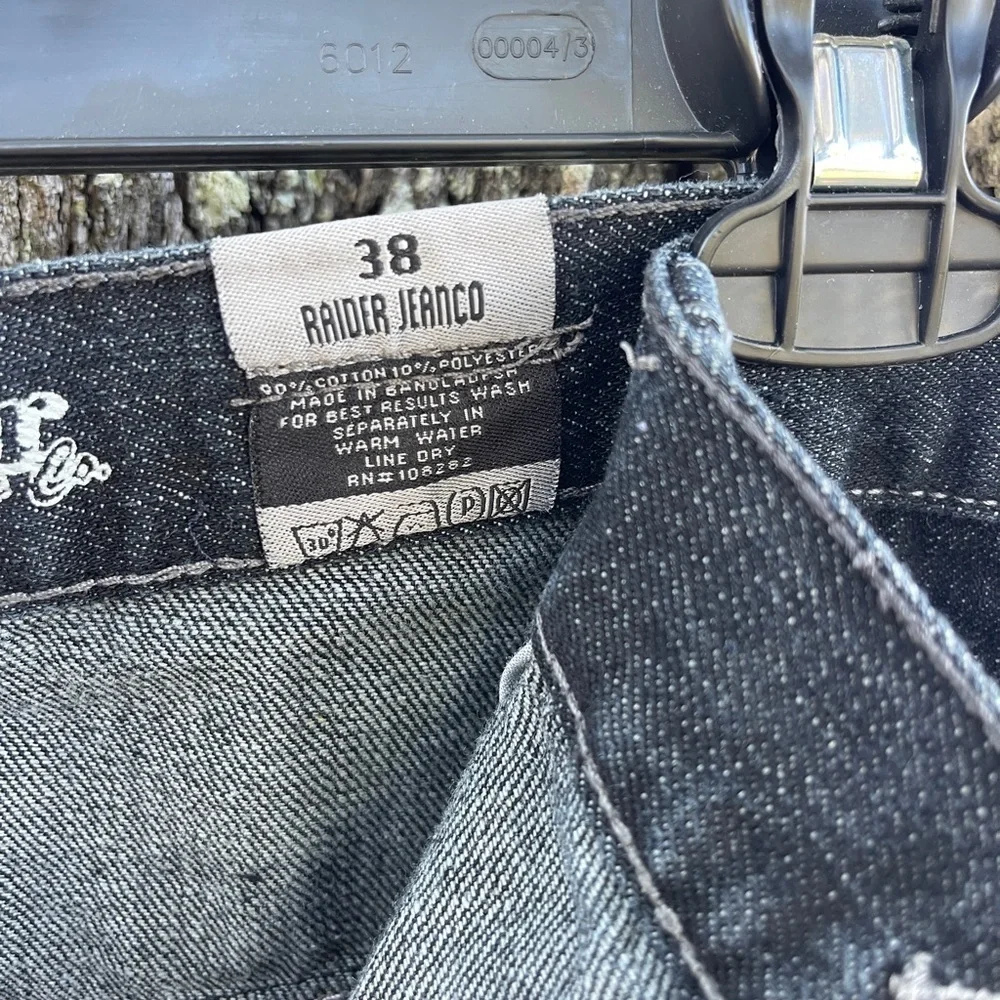 6012
00004/3
38
RAIDER JEANCO
90% COTTON 10% POLYESTER
MADE IN BANGLADESH
FOR BEST RESULTS WASH
SEPARATELY IN
WARM WATER
LINE DRY
RN#108282
30°
P